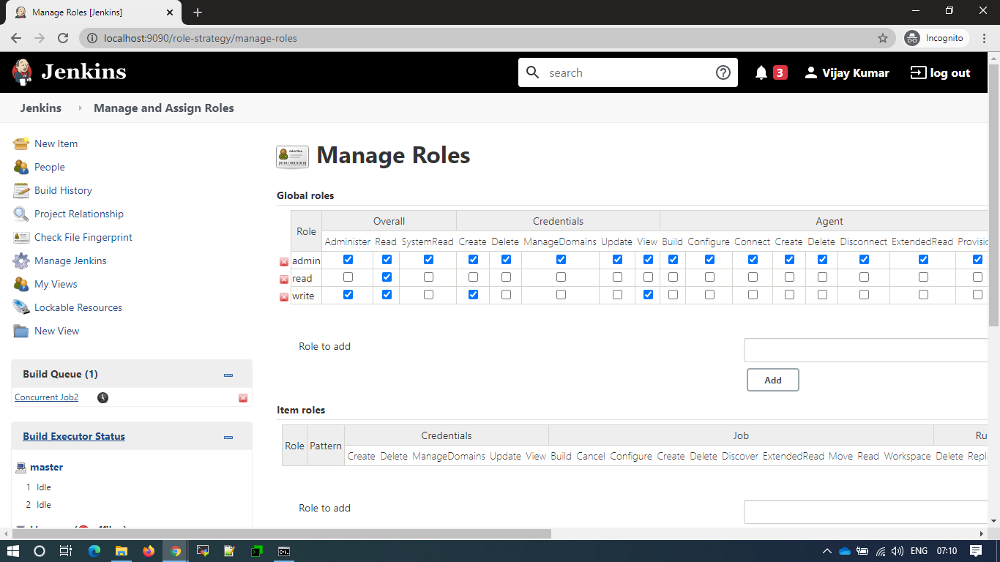 Manage Roles [Jenkins]
localhost:9090/role-strategy/manage-roles
Incognito
Jenkins
search
3
Vijay Kumar
log out
Jenkins
Manage and Assign Roles
New Item
People
Build History
Project Relationship
Check File Fingerprint
Manage Jenkins
My Views
Lockable Resources
New View
Build Queue (1)
Concurrent Job2
Build Executor Status
master
1 Idle
2 Idle
Manage Roles
Global roles
Role Overall Credentials Agent
Administer Read SystemRead Create Delete ManageDomains Update View Build Configure Connect Create Delete Disconnect ExtendedRead
admin
read
write
Role to add
Add
Item roles
Role Pattern Credentials Job
Create Delete ManageDomains Update View Build Cancel Configure Create Delete Discover ExtendedRead Move Read Workspace Delete
Role to add
ENG 07:10